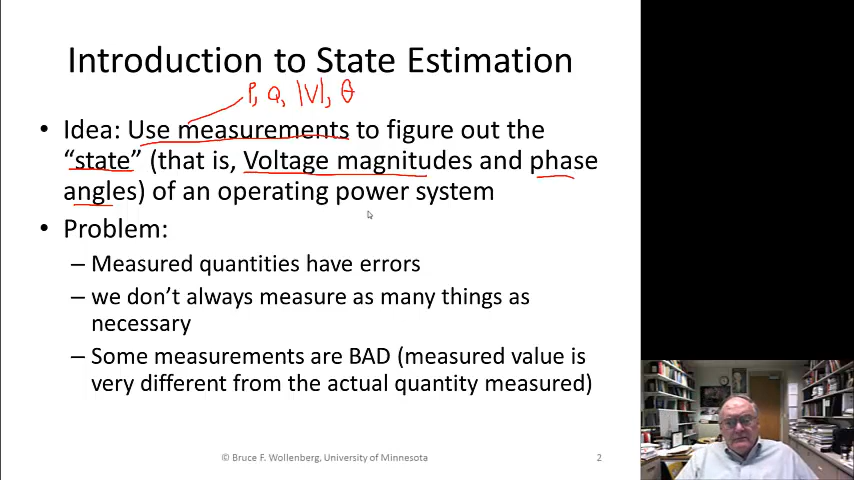 Introduction to State Estimation
P, Q, |V|, θ
• Idea: Use measurements to figure out the
“state” (that is, Voltage magnitudes and phase
angles) of an operating power system
• Problem:
– Measured quantities have errors
– we don’t always measure as many things as
necessary
– Some measurements are BAD (measured value is
very different from the actual quantity measured)
© Bruce F. Wollenberg, University of Minnesota
2